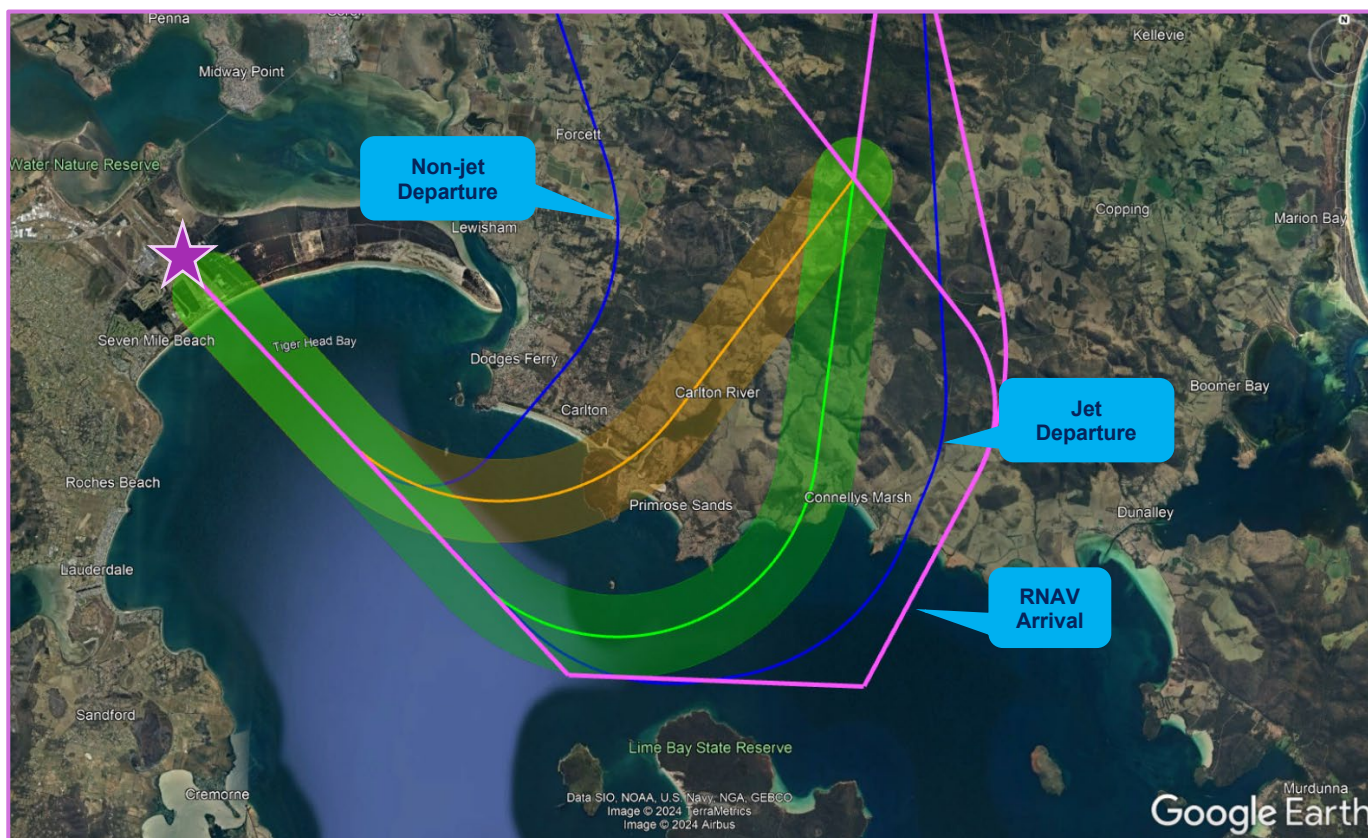 Penna
Kellevie
Midway Point
Forcett
Water Nature Reserve
Non-jet
Departure
Copping
Marion Bay
Lewisham
Seven Mile Beach
Tiger Head Bay
Dodges Ferry
Carlton River
Boomer Bay
Carlton
Jet
Departure
Roches Beach
Primrose Sands
Connellys Marsh
Dunalley
Lauderdale
RNAV
Arrival
Sandford
Lime Bay State Reserve
Cremorne
Data SIO, NOAA, U.S. Navy, NGA, GEBCO
Image © 2024 TerraMetrics
Image © 2024 Airbus
Murdunna
Google Earth
N